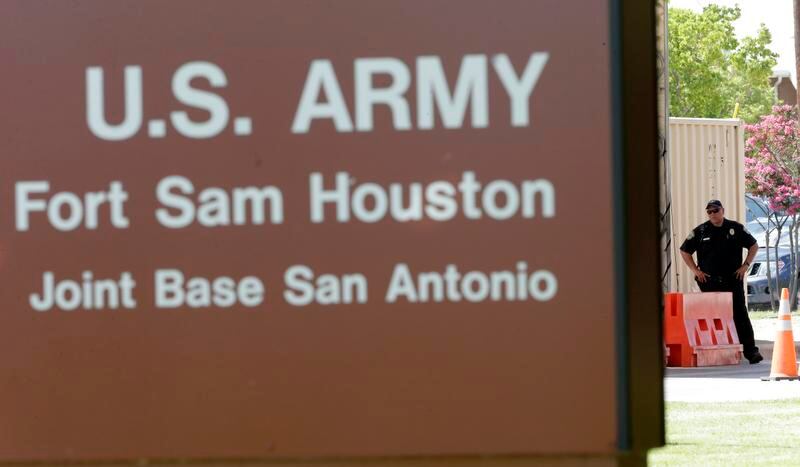 U.S. ARMY
Fort Sam Houston
Joint Base San Antonio